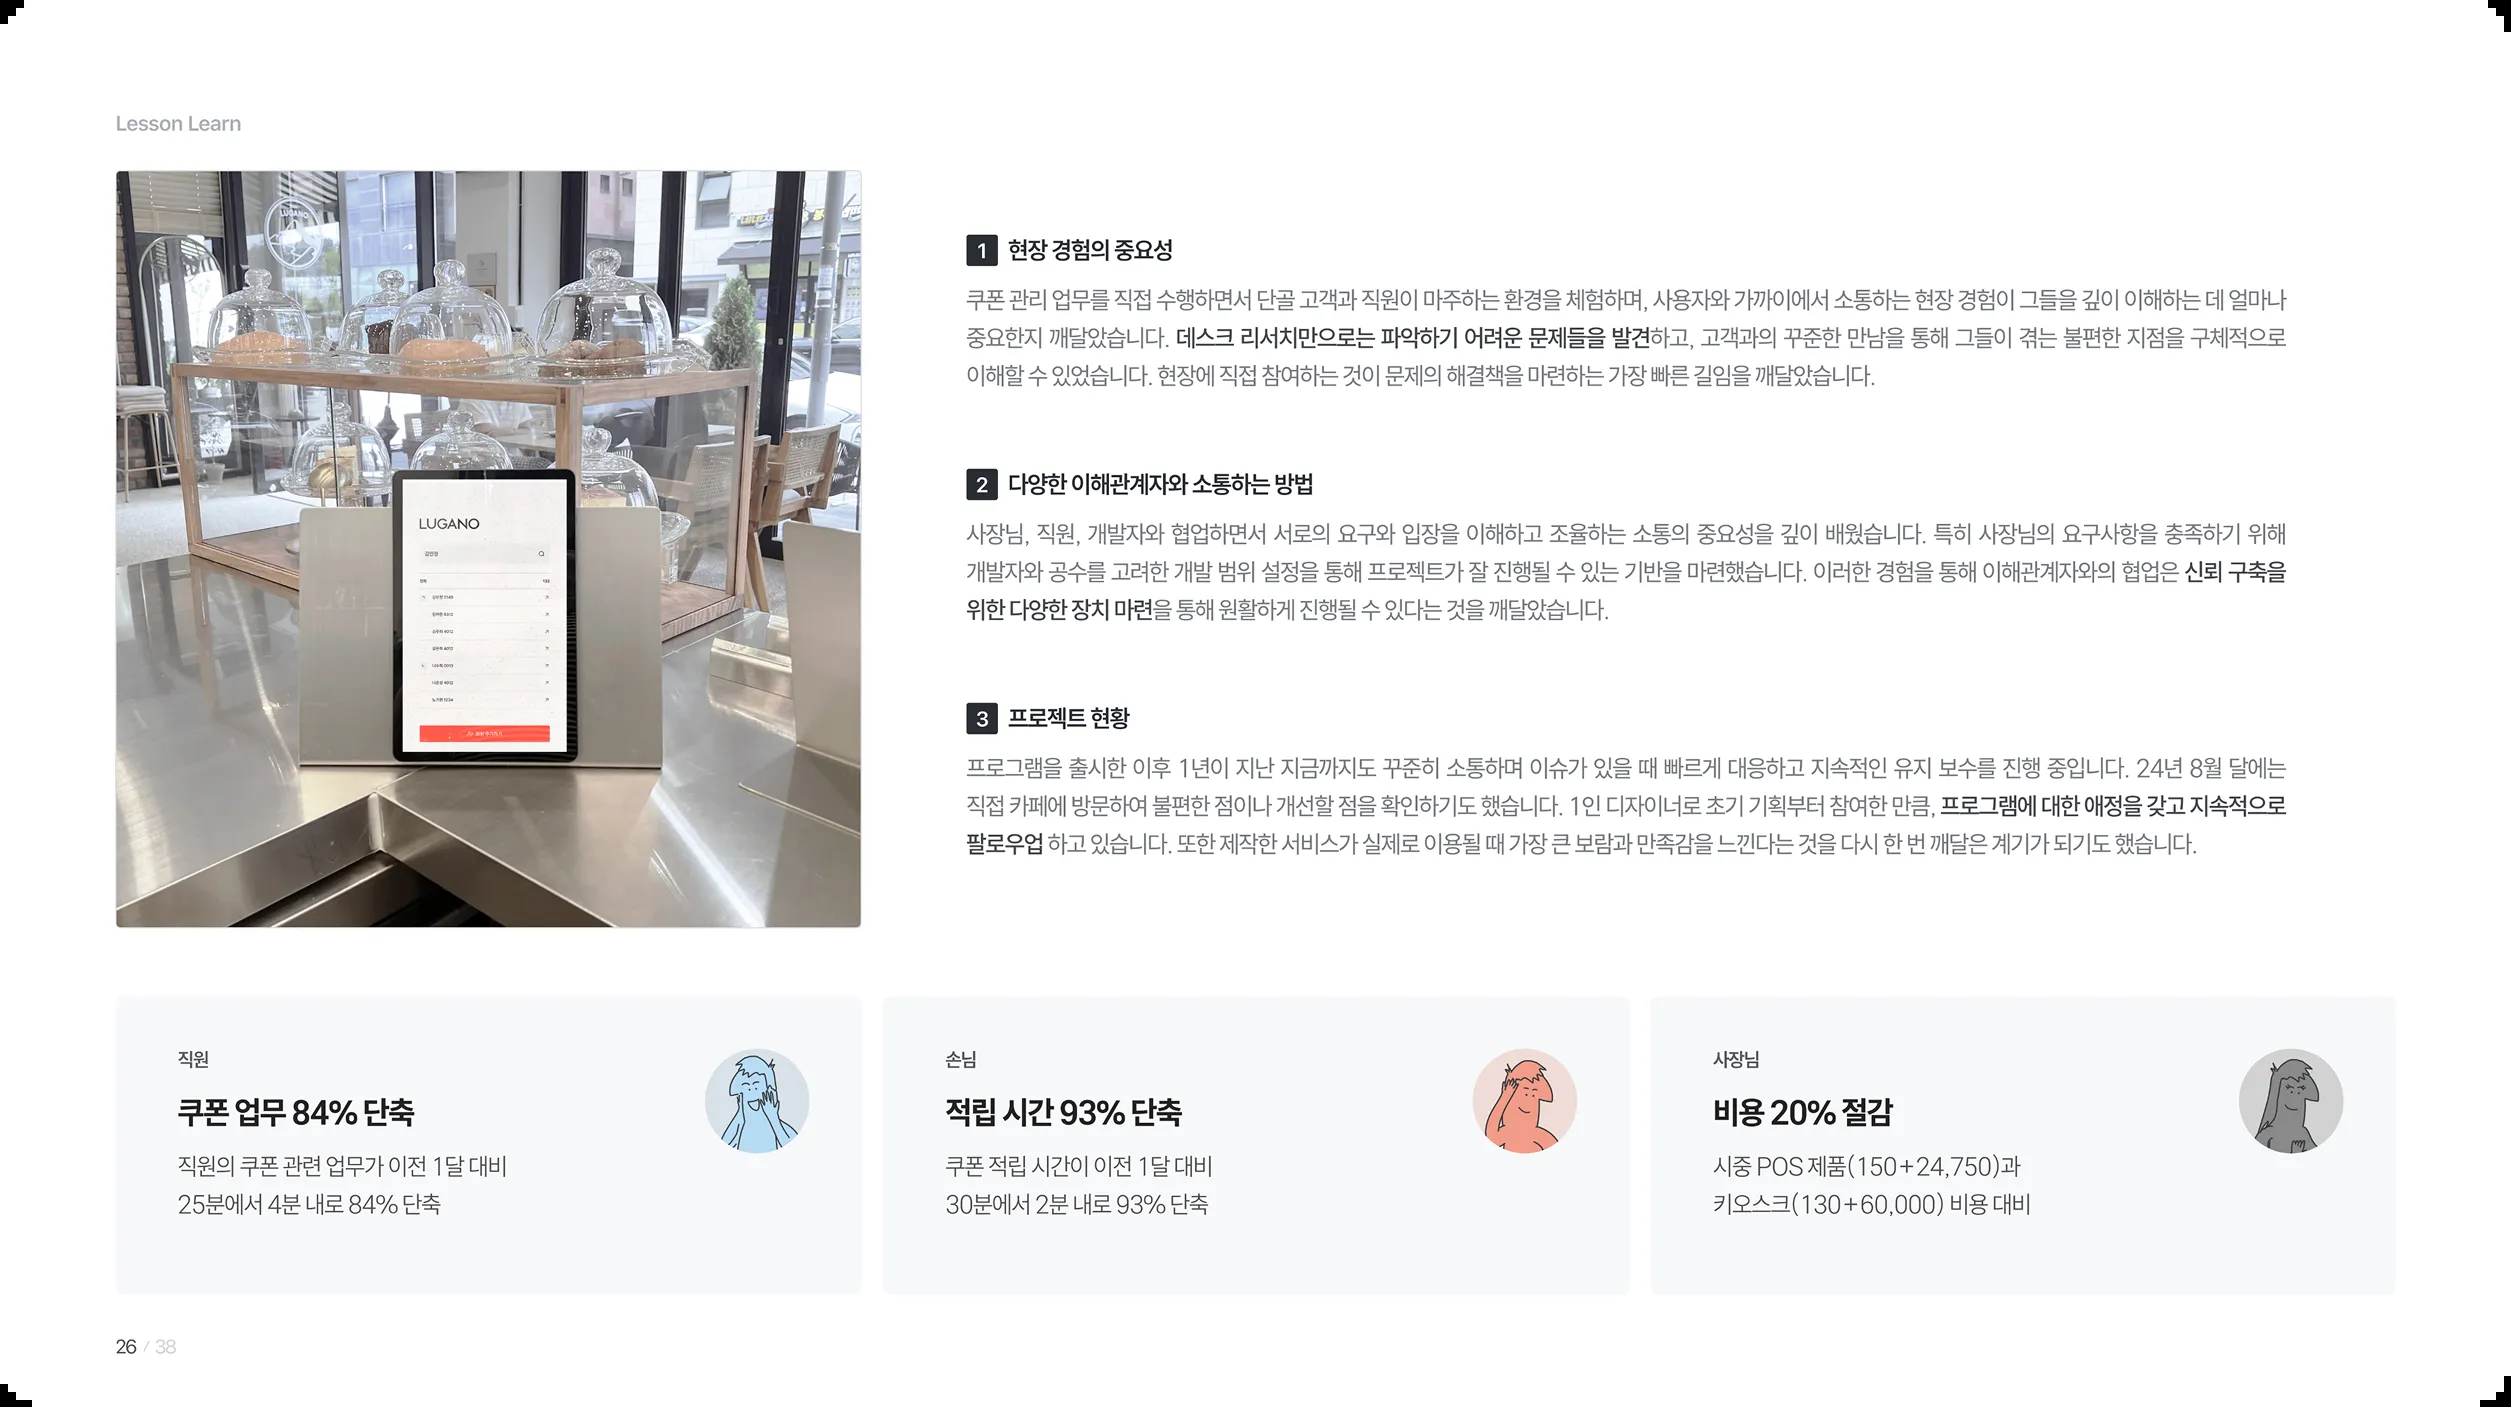 Lesson Learn
LUGANO
LUGANO
1 현장 경험의 중요성
쿠폰 관리 업무를 직접 수행하면서 단골 고객과 직원이 마주하는 환경을 체험하며, 사용자와 가까이에서 소통하는 현장 경험이 그들을 깊이 이해하는 데 얼마나
중요한지 깨달았습니다. 데스크 리서치만으로는 파악하기 어려운 문제들을 발견하고, 고객과의 꾸준한 만남을 통해 그들이 겪는 불편한 지점을 구체적으로
이해할 수 있었습니다. 현장에 직접 참여하는 것이 문제의 해결책을 마련하는 가장 빠른 길임을 깨달았습니다.
2 다양한 이해관계자와 소통하는 방법
사장님, 직원, 개발자와 협업하면서 서로의 요구와 입장을 이해하고 조율하는 소통의 중요성을 깊이 배웠습니다. 특히 사장님의 요구사항을 충족하기 위해
개발자와 공수를 고려한 개발 범위 설정을 통해 프로젝트가 잘 진행될 수 있는 기반을 마련했습니다. 이러한 경험을 통해 이해관계자와의 협업은 신뢰 구축을
위한 다양한 장치 마련을 통해 원활하게 진행될 수 있다는 것을 깨달았습니다.
3 프로젝트 현황
프로그램을 출시한 이후 1년이 지난 지금까지도 꾸준히 소통하며 이슈가 있을 때 빠르게 대응하고 지속적인 유지 보수를 진행 중입니다. 24년 8월 달에는
직접 카페에 방문하여 불편한 점이나 개선할 점을 확인하기도 했습니다. 1인 디자이너로 초기 기획부터 참여한 만큼, 프로그램에 대한 애정을 갖고 지속적으로
팔로우업 하고 있습니다. 또한 제작한 서비스가 실제로 이용될 때 가장 큰 보람과 만족감을 느낀다는 것을 다시 한 번 깨달은 계기가 되기도 했습니다.
직원
쿠폰 업무 84% 단축
직원의 쿠폰 관련 업무가 이전 1달 대비
25분에서 4분 내로 84% 단축
손님
적립 시간 93% 단축
쿠폰 적립 시간이 이전 1달 대비
30분에서 2분 내로 93% 단축
사장님
비용 20% 절감
시중 POS 제품(150+24,750)과
키오스크(130+60,000) 비용 대비
26 / 38